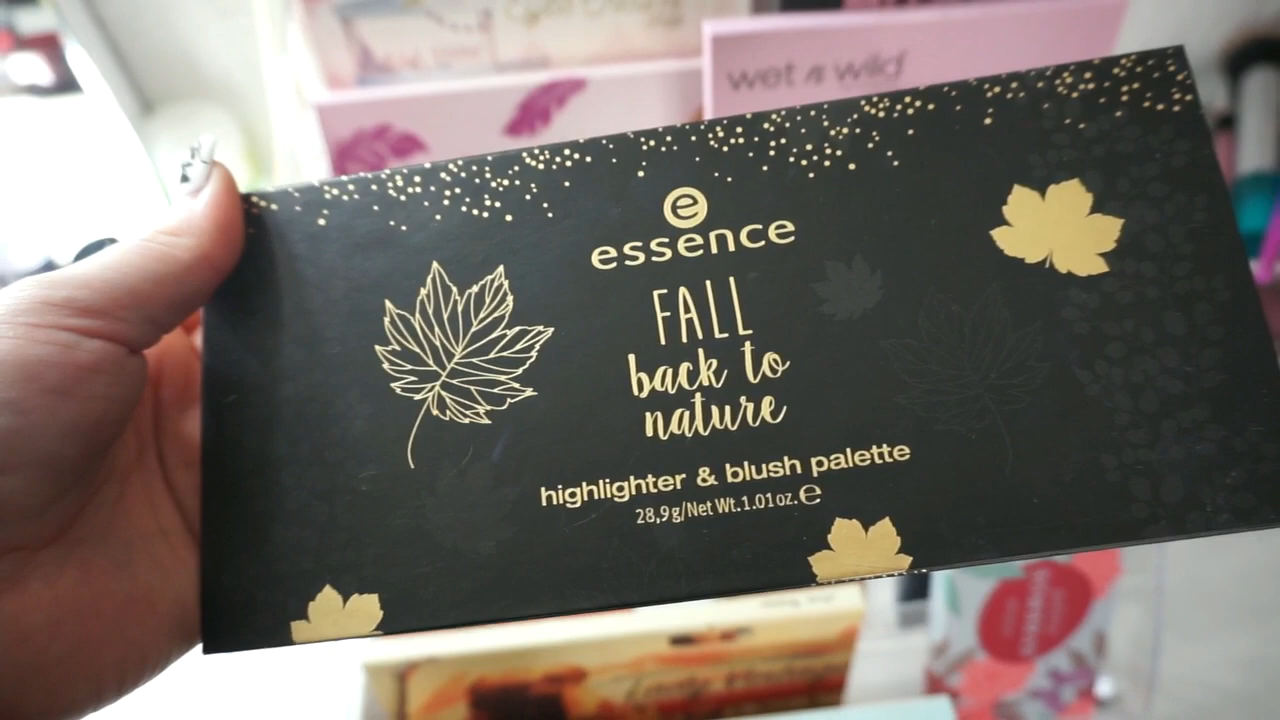 wet n wild
e
essence
FALL
back to
nature
highlighter & blush palette
28,9g/Net Wt.1.01oz.℮